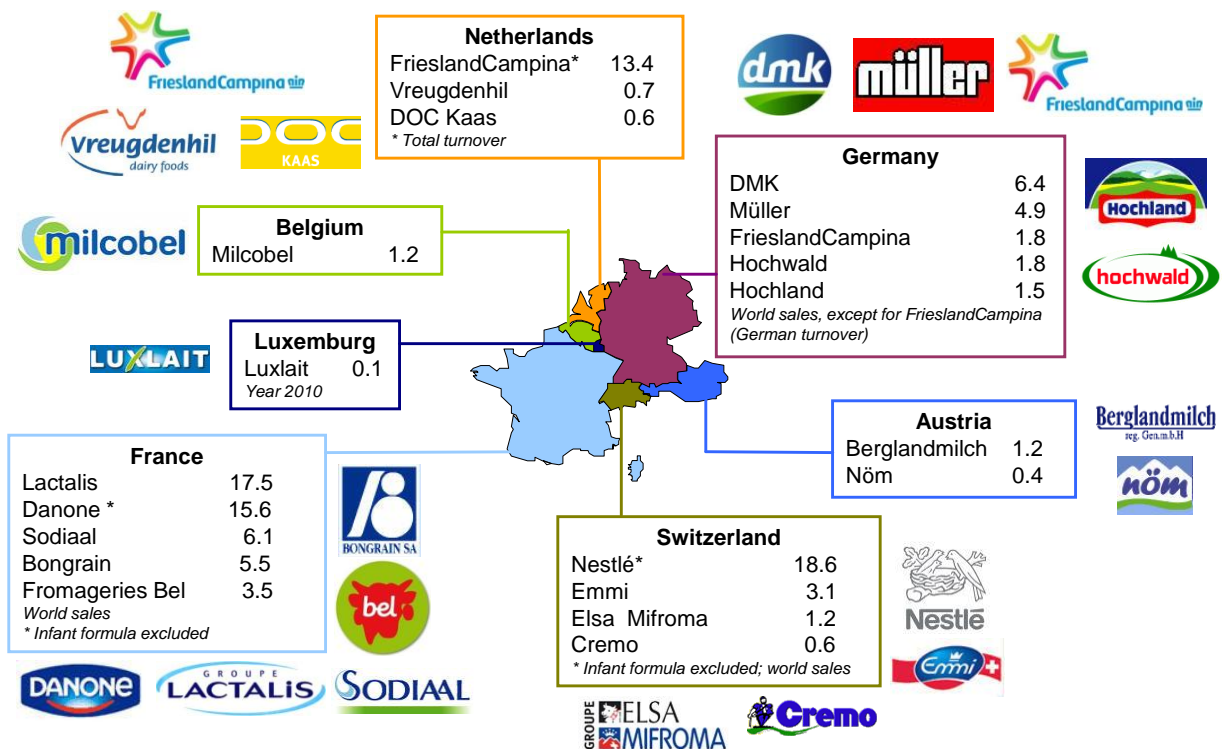 FrieslandCampina
Vreugdenhil
dairy foods
DOC
KAAS
Netherlands
FrieslandCampina* 13.4
Vreugdenhil 0.7
DOC Kaas 0.6
* Total turnover
dmk
müller
FrieslandCampina
Germany
DMK 6.4
Müller 4.9
FrieslandCampina 1.8
Hochwald 1.8
Hochland 1.5
World sales, except for FrieslandCampina
(German turnover)
HOCHLAND
hochwald
milcobel
Belgium
Milcobel 1.2
LUXLAIT
Luxemburg
Luxlait 0.1
Year 2010
France
Lactalis 17.5
Danone * 15.6
Sodiaal 6.1
Bongrain 5.5
Fromageries Bel 3.5
World sales
* Infant formula excluded
BONGRAIN SA
bel
DANONE
GROUPE
LACTALIS
SODIAAL
Austria
Berglandmilch 1.2
Nöm 0.4
Berglandmilch
reg. Gen.m.b.H
nöm
Switzerland
Nestlé* 18.6
Emmi 3.1
Elsa Mifroma 1.2
Cremo 0.6
* Infant formula excluded; world sales
Nestlé
Emmi
GROUPE
ELSA
MIFROMA
Cremo